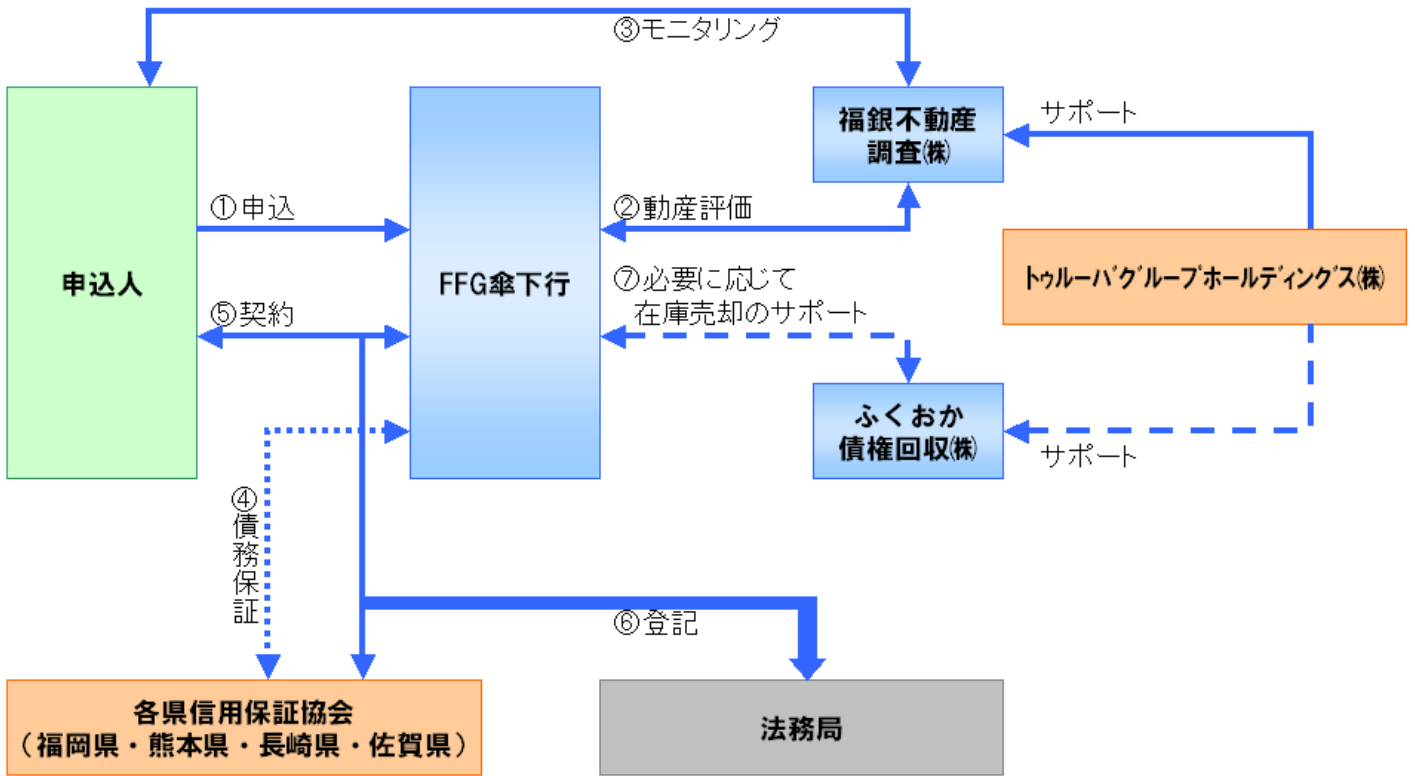 ③モニタリング
福銀不動産
調査㈱
サポート
①申込
②動産評価
申込人
FFG傘下行
⑦必要に応じて
在庫売却のサポート
トゥルーバグループホールディングス㈱
⑤契約
ふくおか
債権回収㈱
サポート
④債務保証
⑥登記
各県信用保証協会
（福岡県・熊本県・長崎県・佐賀県）
法務局